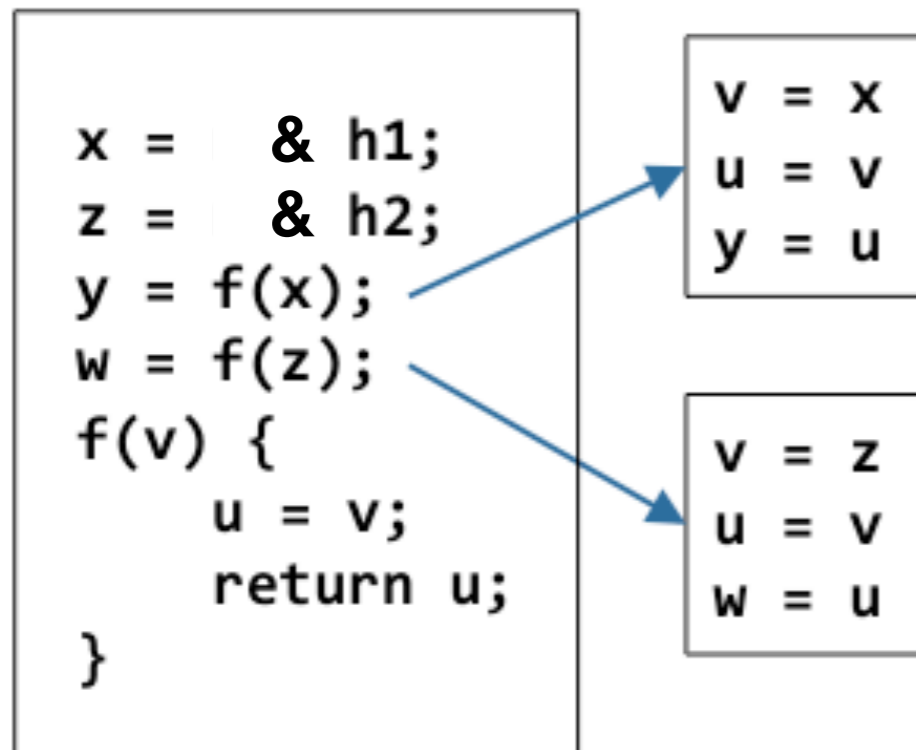 x = & h1;
z = & h2;
y = f(x);
w = f(z);
f(v) {
u = v;
return u;
}
v = x
u = v
y = u
v = z
u = v
w = u